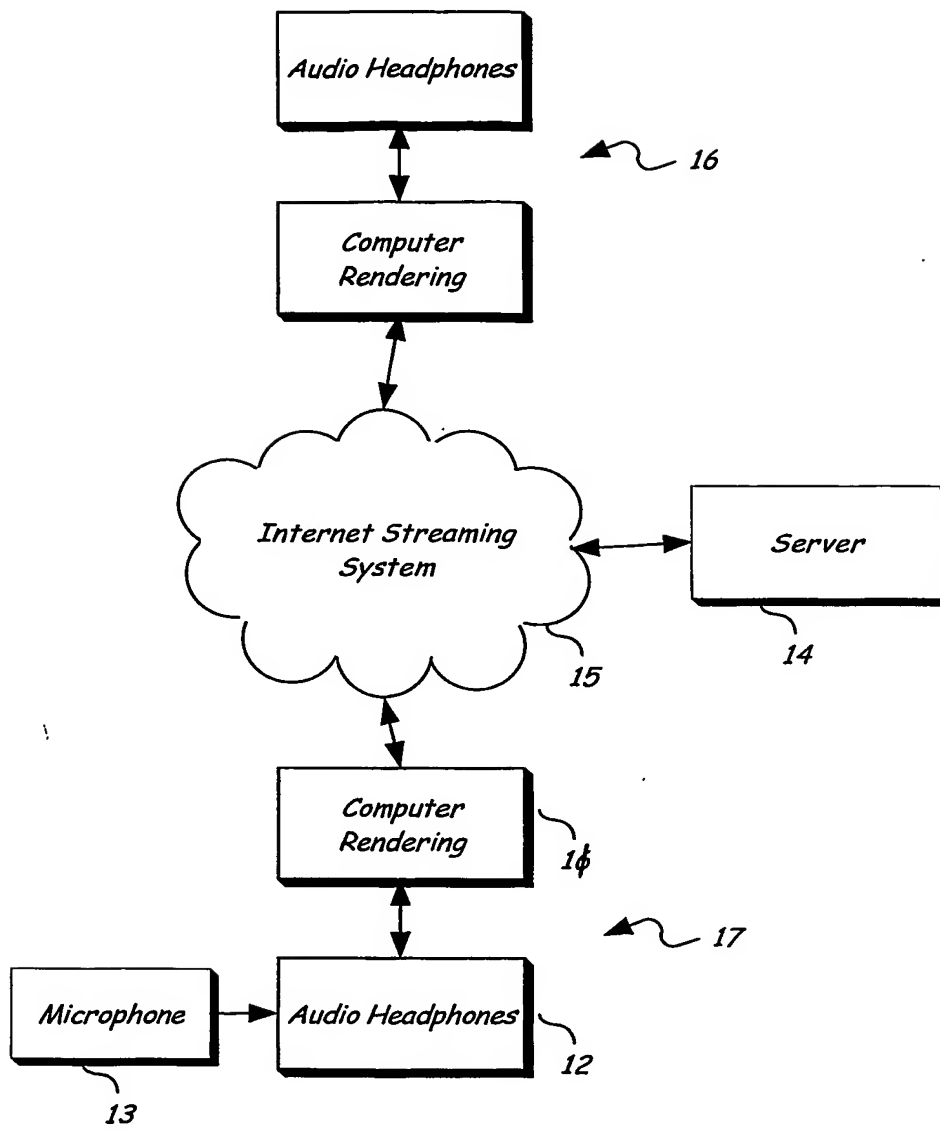 Audio Headphones
16
Computer
Rendering
Internet Streaming
System
Server
15
14
Computer
Rendering
17
Microphone
Audio Headphones
12
13